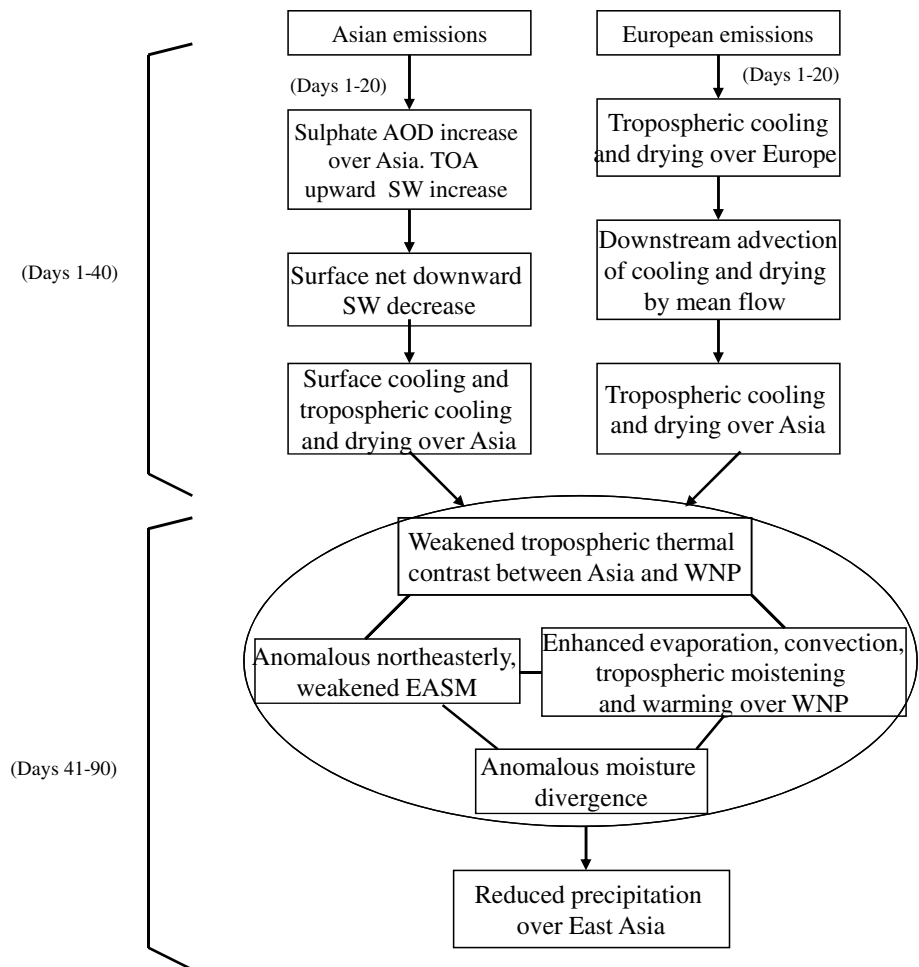 Asian emissions
European emissions
(Days 1-20)
(Days 1-20)
Sulphate AOD increase
over Asia. TOA
upward SW increase
Tropospheric cooling
and drying over Europe
Surface net downward
SW decrease
Downstream advection
of cooling and drying
by mean flow
(Days 1-40)
Surface cooling and
tropospheric cooling
and drying over Asia
Tropospheric cooling
and drying over Asia
Weakened tropospheric thermal
contrast between Asia and WNP
Anomalous northeasterly,
weakened EASM
Enhanced evaporation, convection,
tropospheric moistening
and warming over WNP
(Days 41-90)
Anomalous moisture
divergence
Reduced precipitation
over East Asia